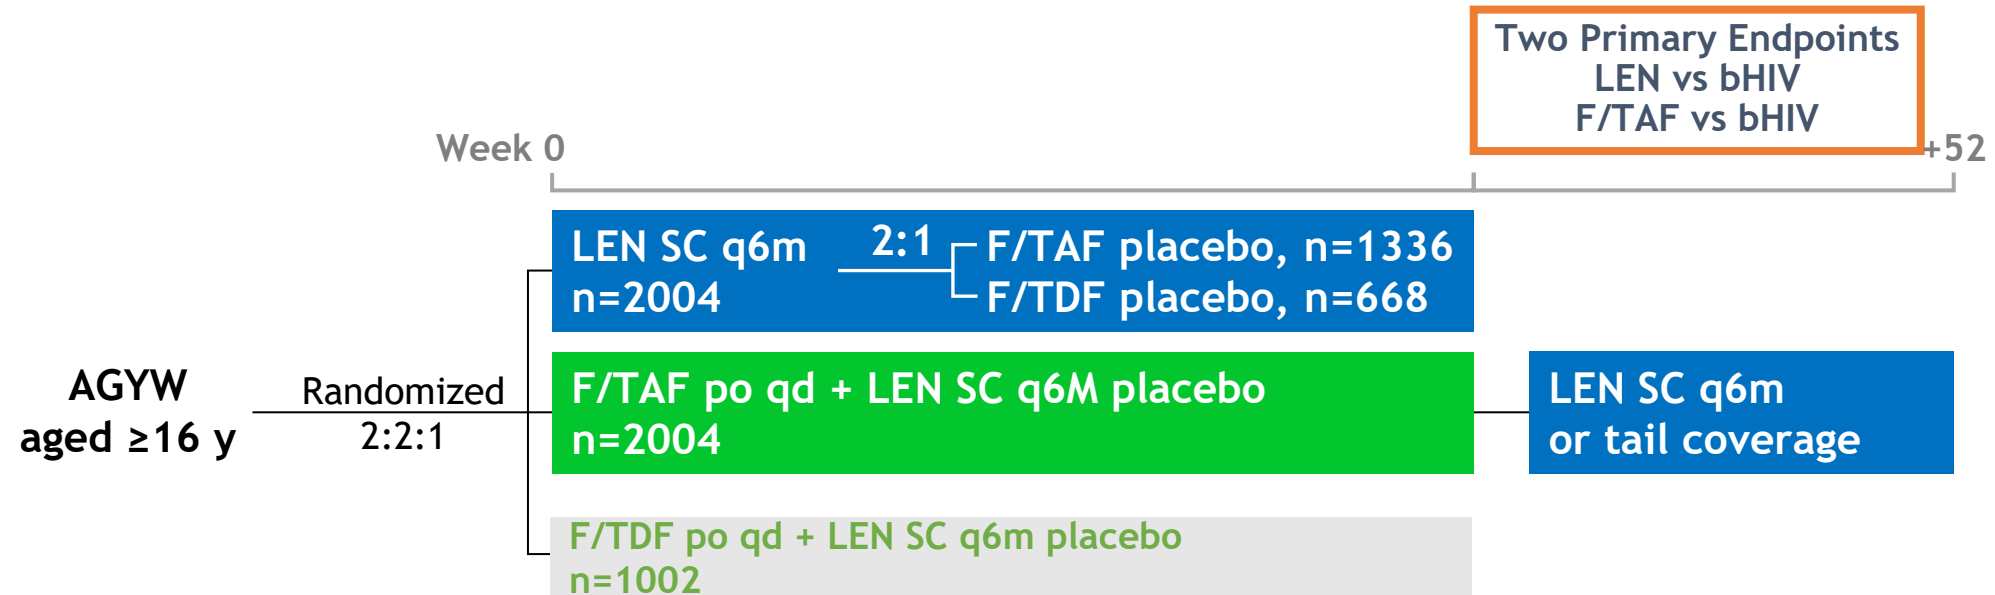 Two Primary Endpoints
LEN vs bHIV
F/TAF vs bHIV
Week 0
+52
LEN SC q6m
n=2004
2:1
F/TAF placebo, n=1336
F/TDF placebo, n=668
AGYW
aged ≥16 y
Randomized
2:2:1
F/TAF po qd + LEN SC q6M placebo
n=2004
LEN SC q6m
or tail coverage
F/TDF po qd + LEN SC q6m placebo
n=1002